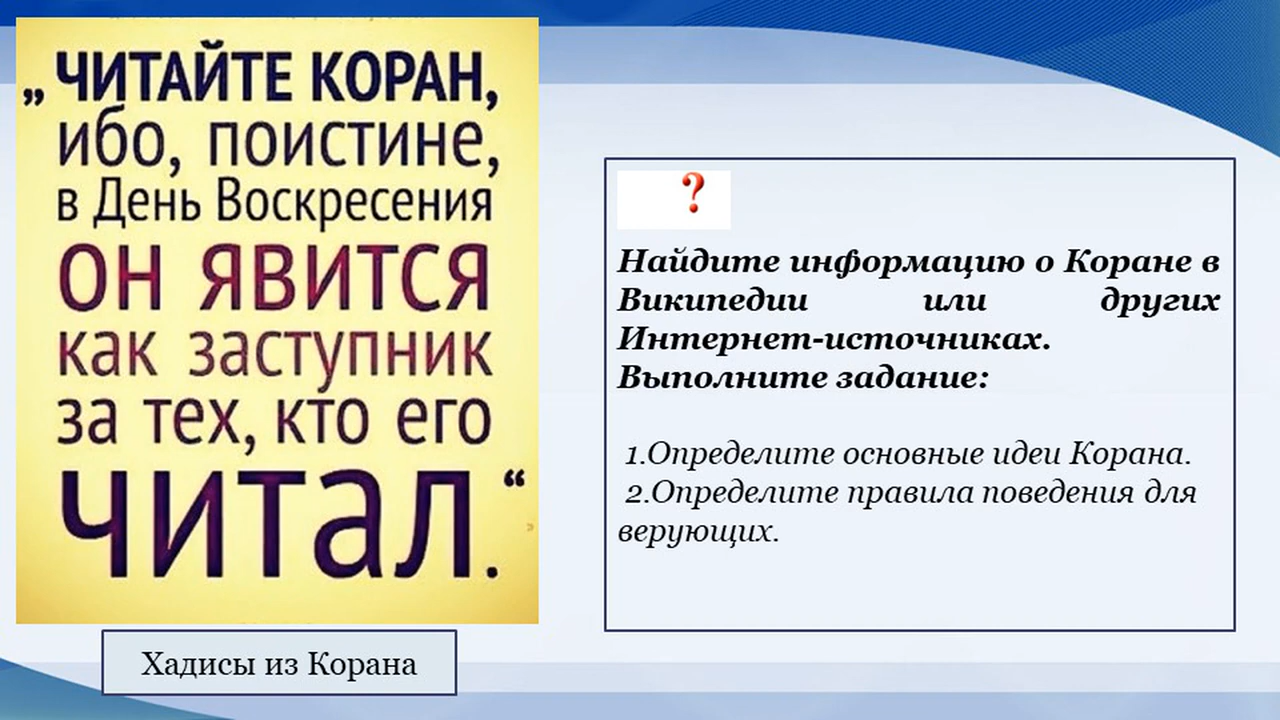 „ ЧИТАЙТЕ КОРАН,
ибо, поистине,
в День Воскресения
он явится
как заступник
за тех, кто его
читал.“
Хадисы из Корана
?
Найдите информацию о Коране в
Википедии или других
Интернет-источниках.
Выполните задание:
1.Определите основные идеи Корана.
2.Определите правила поведения для
верующих.